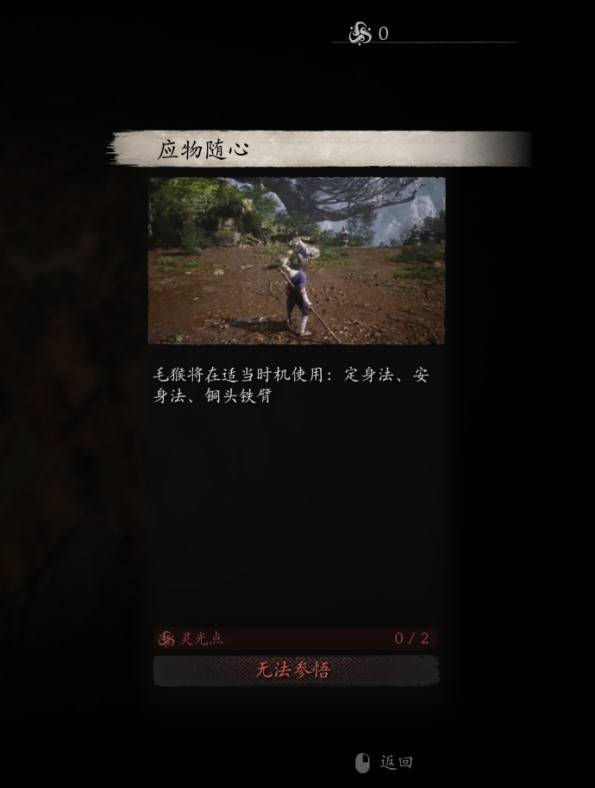 0
应物随心
毛猴将在适当时机使用：定身法、安
身法、铜头铁臂
灵光点 0/2
无法参悟
返回